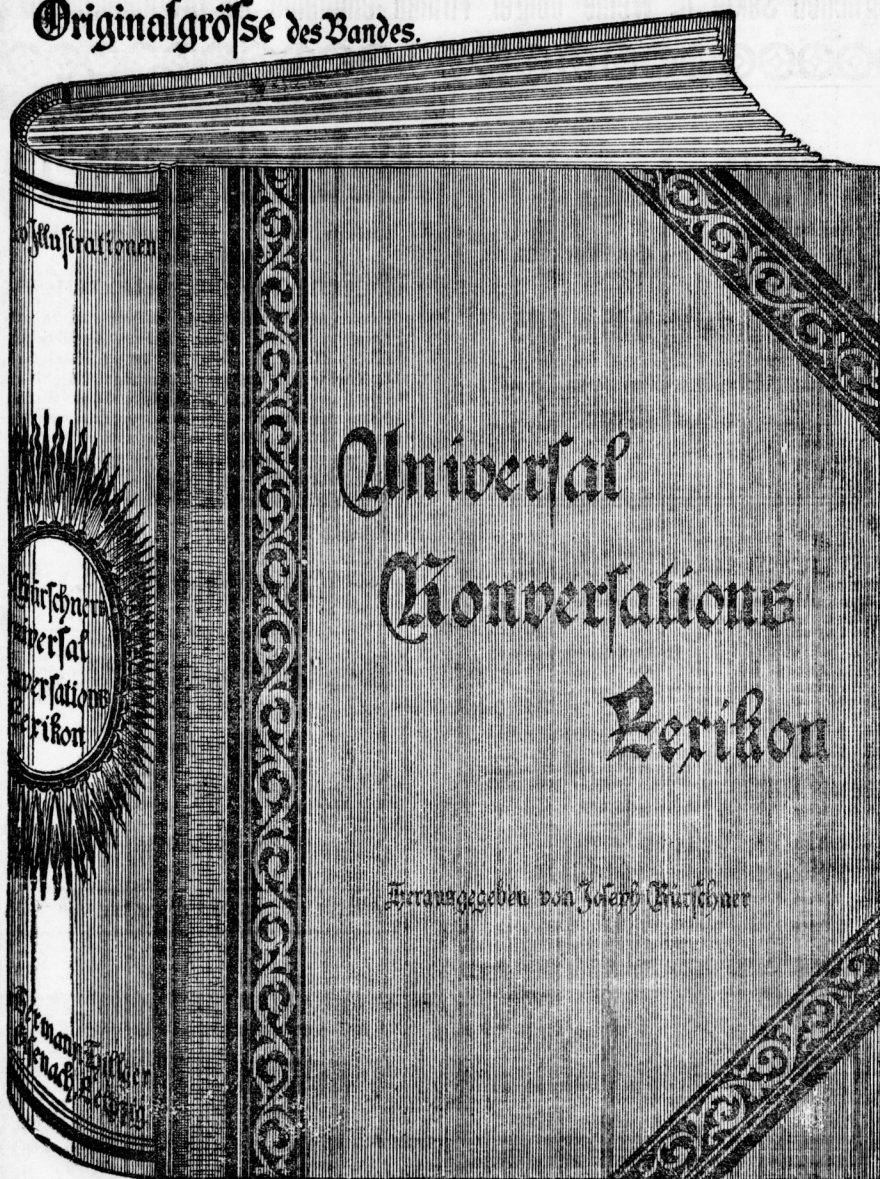 Originalgröſse des Bandes.
Illuſtrationen
Kürſchners
Univerſal
Konverſations
Lexikon
Hermann Hillger
Eiſenach, Leipzig
Univerſal
Konverſations
Lexikon
Herausgegeben von Joſeph Kürſchner